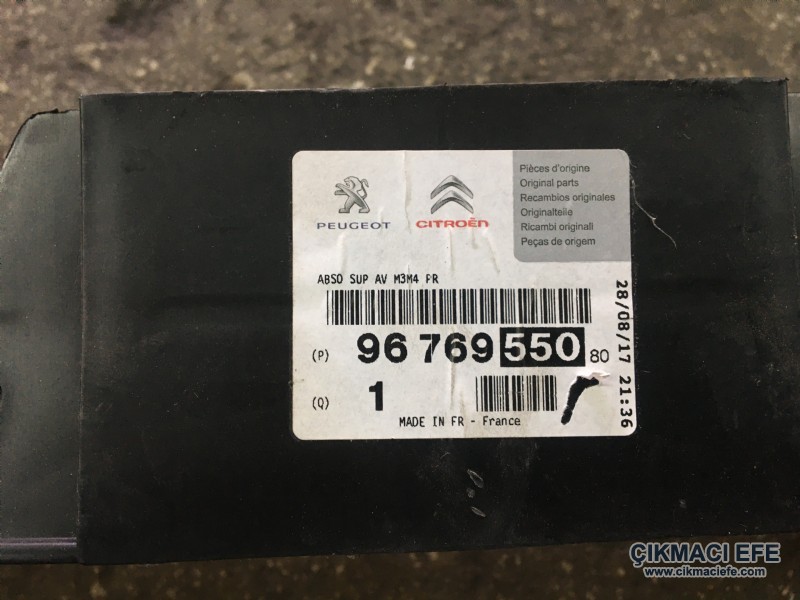 Pièces d'origine
Original parts
Recambios originales
Originalteile
Ricambi originali
Peças de origem
PEUGEOT
CITROËN
ABSO SUP AV M3M4 PR
(P) 96 769 550 80
(Q) 1
MADE IN FR - France
28/08/17 21:36
ÇIKMACI EFE
www.cikmaciefe.com